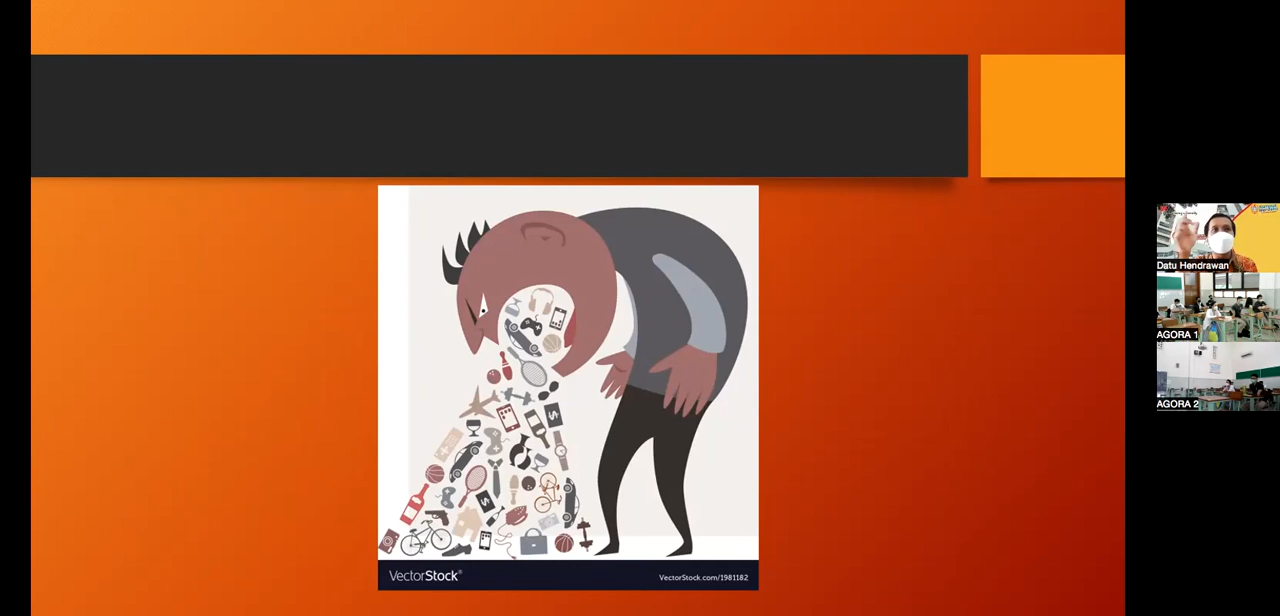 VectorStock®
VectorStock.com/1981182
Datu Hendrawan
AGORA 1
AGORA 2